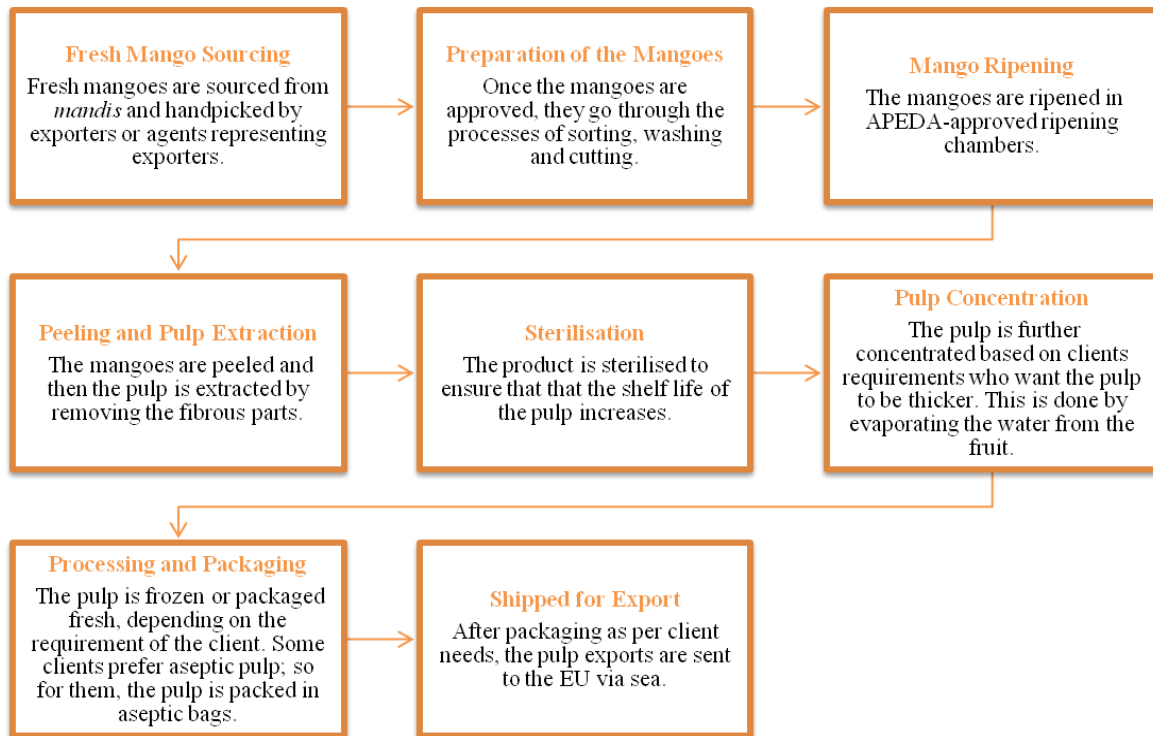 Fresh Mango Sourcing
Fresh mangoes are sourced from
mandis and handpicked by
exporters or agents representing
exporters.
Preparation of the Mangoes
Once the mangoes are
approved, they go through the
processes of sorting, washing
and cutting.
Mango Ripening
The mangoes are ripened in
APEDA-approved ripening
chambers.
Peeling and Pulp Extraction
The mangoes are peeled and
then the pulp is extracted by
removing the fibrous parts.
Sterilisation
The product is sterilised to
ensure that that the shelf life of
the pulp increases.
Pulp Concentration
The pulp is further
concentrated based on clients
requirements who want the pulp
to be thicker. This is done by
evaporating the water from the
fruit.
Processing and Packaging
The pulp is frozen or packaged
fresh, depending on the
requirement of the client. Some
clients prefer aseptic pulp; so
for them, the pulp is packed in
aseptic bags.
Shipped for Export
After packaging as per client
needs, the pulp exports are sent
to the EU via sea.